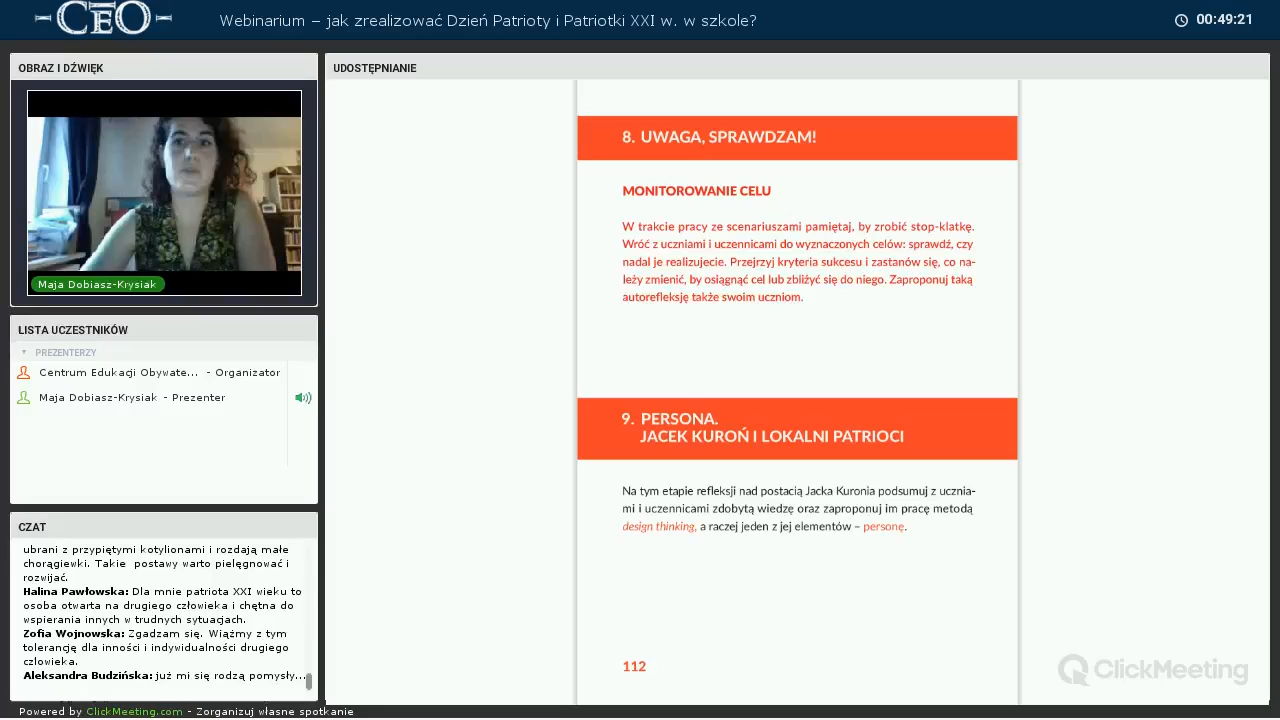 CEO
Webinarium – jak zrealizować Dzień Patrioty i Patriotki XXI w. w szkole?
00:49:21
OBRAZ I DŹWIĘK
Maja Dobiasz-Krysiak
LISTA UCZESTNIKÓW
PREZENTERZY
Centrum Edukacji Obywate... - Organizator
Maja Dobiasz-Krysiak - Prezenter
CZAT
ubrani z przypiętymi kotylionami i rozdają małe
chorągiewki. Takie postawy warto pielęgnować i
rozwijać.
Halina Pawłowska: Dla mnie patriota XXI wieku to
osoba otwarta na drugiego człowieka i chętna do
wspierania innych w trudnych sytuacjach.
Zofia Wojnowska: Zgadzam się. Wiążmy z tym
tolerancję dla inności i indywidualności drugiego
czlowieka.
Aleksandra Budzińska: już mi się rodzą pomysły...
UDOSTĘPNIANIE
8. UWAGA, SPRAWDZAM!
MONITOROWANIE CELU
W trakcie pracy ze scenariuszami pamiętaj, by zrobić stop-klatkę.
Wróć z uczniami i uczennicami do wyznaczonych celów: sprawdź, czy
nadal je realizujecie. Przejrzyj kryteria sukcesu i zastanów się, co na-
leży zmienić, by osiągnąć cel lub zbliżyć się do niego. Zaproponuj taką
autorefleksję także swoim uczniom.
9. PERSONA.
JACEK KUROŃ I LOKALNI PATRIOCI
Na tym etapie refleksji nad postacią Jacka Kuronia podsumuj z ucznia-
mi i uczennicami zdobytą wiedzę oraz zaproponuj im pracę metodą
design thinking, a raczej jeden z jej elementów – personę.
112
ClickMeeting
Powered by ClickMeeting.com - Zorganizuj własne spotkanie